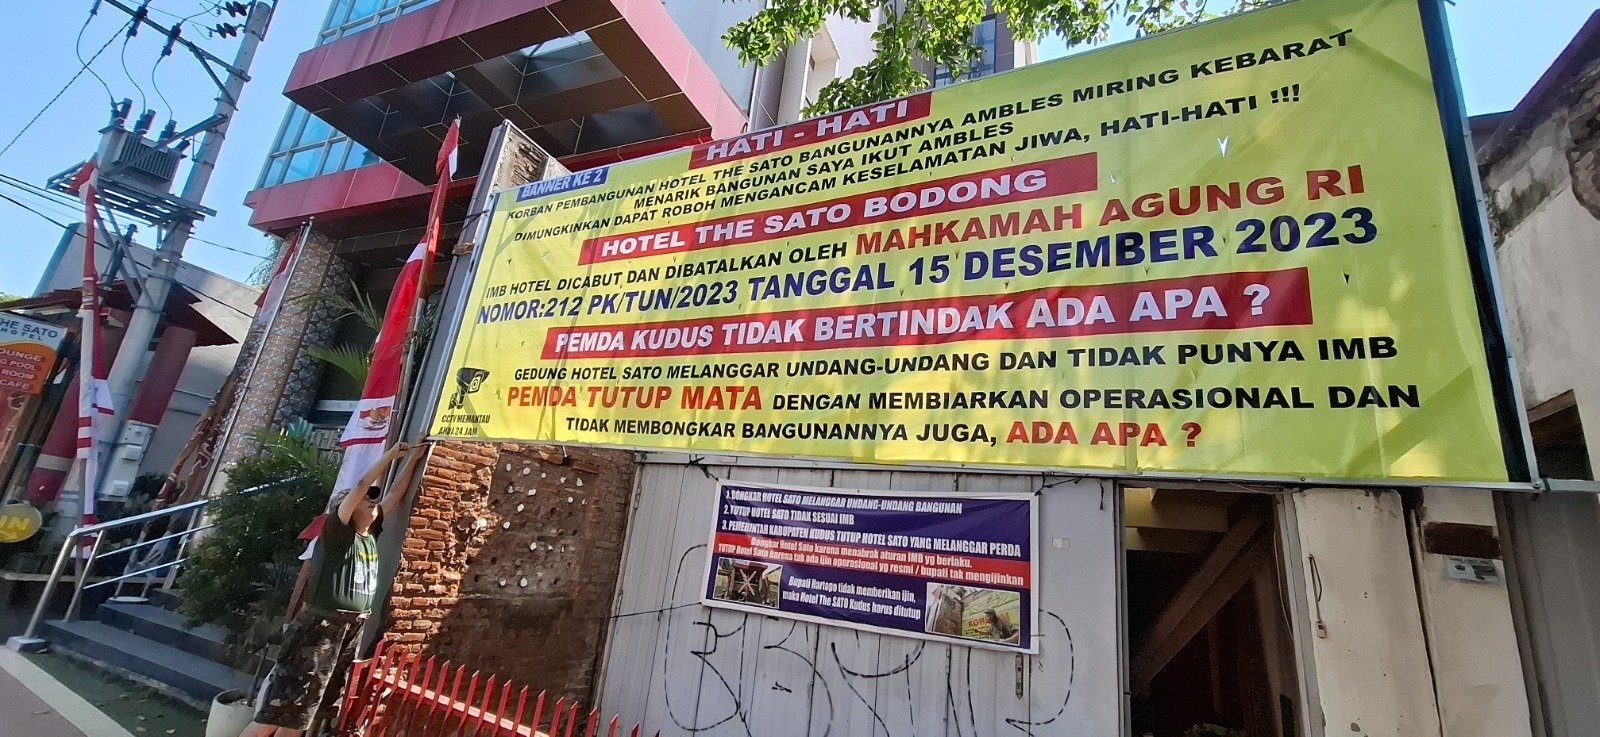 BANNER KE 2
HATI - HATI
KORBAN PEMBANGUNAN HOTEL THE SATO BANGUNANNYA AMBLES MIRING KEBARAT
MENARIK BANGUNAN SAYA IKUT AMBLES
DIMUNGKINKAN DAPAT ROBOH MENGANCAM KESELAMATAN JIWA, HATI-HATI !!!
HOTEL THE SATO BODONG
IMB HOTEL DICABUT DAN DIBATALKAN OLEH MAHKAMAH AGUNG RI
NOMOR:212 PK/TUN/2023 TANGGAL 15 DESEMBER 2023
PEMDA KUDUS TIDAK BERTINDAK ADA APA ?
GEDUNG HOTEL SATO MELANGGAR UNDANG-UNDANG DAN TIDAK PUNYA IMB
PEMDA TUTUP MATA DENGAN MEMBIARKAN OPERASIONAL DAN
TIDAK MEMBONGKAR BANGUNANNYA JUGA, ADA APA ?
CCTV MEMANTAU
ANDA 24 JAM
THE SATO
HOTEL
OUNGE
G POOL
ROOM
CAFE
IN
1. BONGKAR HOTEL SATO MELANGGAR UNDANG-UNDANG BANGUNAN
2. TUTUP HOTEL SATO TIDAK SESUAI IMB
3. PEMERINTAH KABUPATEN KUDUS TUTUP HOTEL SATO YANG MELANGGAR PERDA
Bongkar Hotel Sato karena menabrak aturan IMB yg berlaku.
TUTUP Hotel Sato karena tak ada ijin operasional yg resmi / Bupati tak mengijinkan
Bupati Hartopo tidak memberikan ijin,
maka Hotel The SATO Kudus harus ditutup